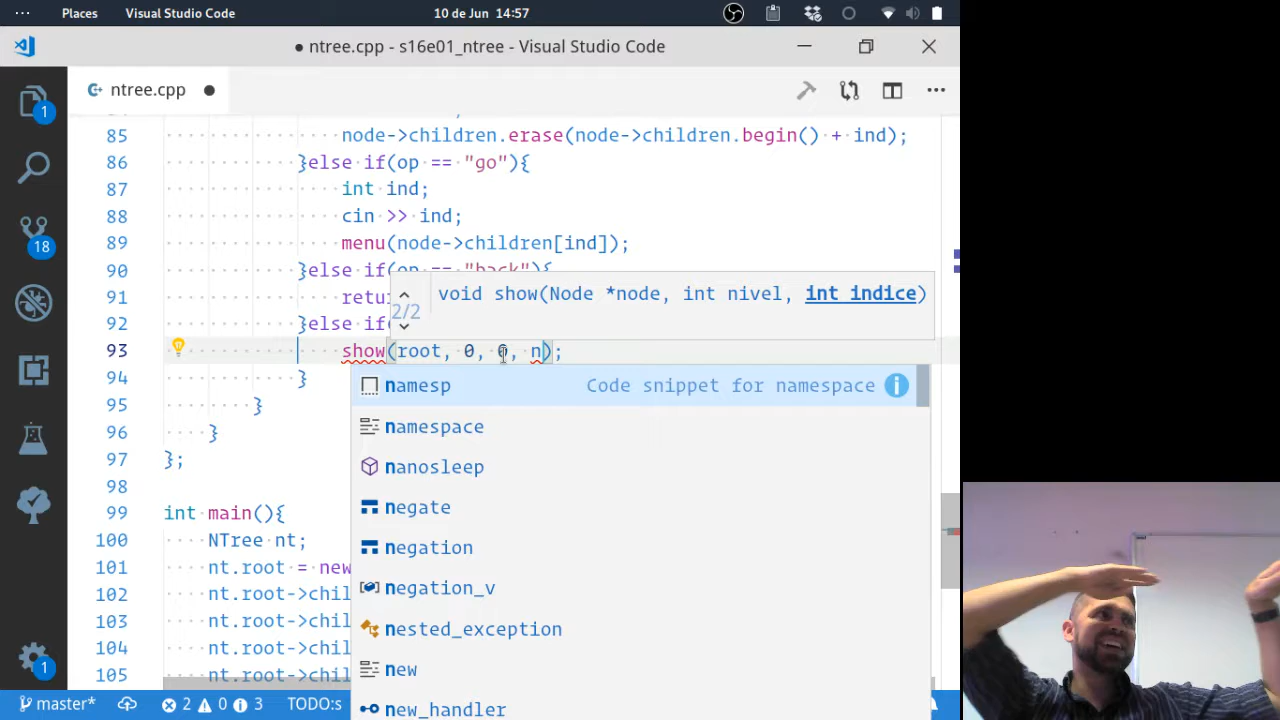 Places Visual Studio Code 10 de Jun 14:57
● ntree.cpp - s16e01_ntree - Visual Studio Code
ntree.cpp ●
1
18
1
85 node->children.erase(node->children.begin() + ind);
86 }else if(op == "go"){
87 int ind;
88 cin >> ind;
89 menu(node->children[ind]);
90 }else if(op == "back"){
91 retur
92 }else if(
93 show(root, 0, 0, n);
94 }
95 }
96 }
97 };
98
99 int main(){
100 NTree nt;
101 nt.root = new
102 nt.root->chil
103 nt.root->chil
104 nt.root->chil
105 nt.root->chil
2/2 void show(Node *node, int nivel, int indice)
namesp Code snippet for namespace
namespace
nanosleep
negate
negation
negation_v
nested_exception
new
new_handler
master* 2 0 3 TODO:s